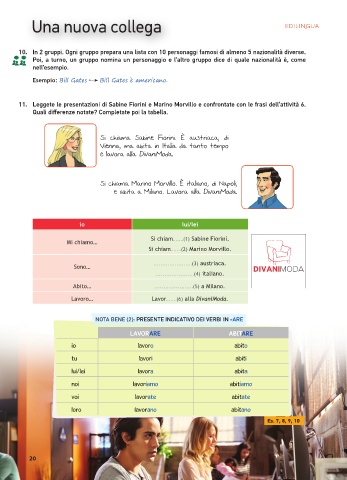 Una nuova collega
EDILINGUA
10. In 2 gruppi. Ogni gruppo prepara una lista con 10 personaggi famosi di almeno 5 nazionalità diverse.
Poi, a turno, un gruppo nomina un personaggio e l'altro gruppo dice di quale nazionalità è, come
nell'esempio.
Esempio: Bill Gates ↔ Bill Gates è americano.
11. Leggete le presentazioni di Sabine Fiorini e Marino Morvillo e confrontate con le frasi dell'attività 6.
Quali differenze notate? Completate poi la tabella.
Si chiama Sabine Fiorini. È austriaca, di
Vienna, ma abita in Italia da tanto tempo
e lavora alla DivaniModa.
Si chiama Marino Morvillo. È italiano, di Napoli,
e abita a Milano. Lavora alla DivaniModa.
io lui/lei
Mi chiamo... Si chiam......(1) Sabine Fiorini.
Si chiam......(2) Marino Morvillo.
Sono... ....................(3) austriaca.
....................(4) italiano.
Abito... ....................(5) a Milano.
Lavoro... Lavor......(6) alla DivaniModa.
DIVANIMODA
NOTA BENE (2): PRESENTE INDICATIVO DEI VERBI IN -ARE
LAVORARE ABITARE
io lavoro abito
tu lavori abiti
lui/lei lavora abita
noi lavoriamo abitiamo
voi lavorate abitate
loro lavorano abitano
Es. 7, 8, 9, 10
20